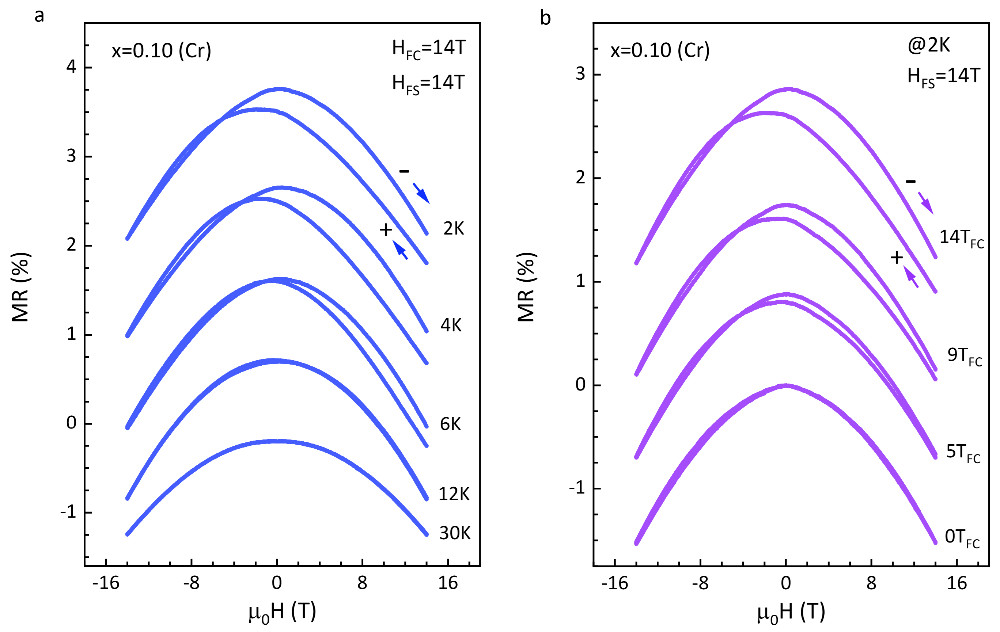 a
x=0.10 (Cr)
H_FC=14T
H_FS=14T
4
3
2
1
0
-1
MR (%)
-
+
2K
4K
6K
12K
30K
-16
-8
0
8
16
μ₀H (T)
b
x=0.10 (Cr)
@2K
H_FS=14T
3
2
1
0
-1
MR (%)
-
+
14T_FC
9T_FC
5T_FC
0T_FC
-16
-8
0
8
16
μ₀H (T)